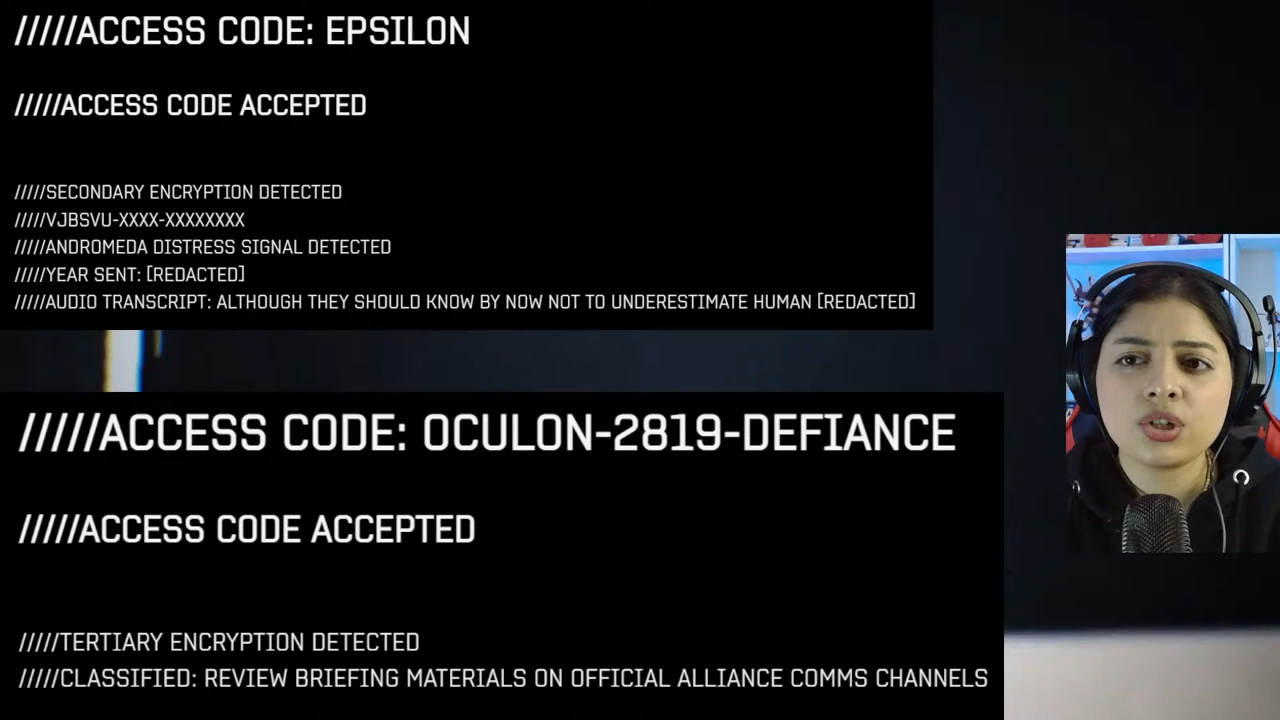 /////ACCESS CODE: EPSILON
/////ACCESS CODE ACCEPTED
/////SECONDARY ENCRYPTION DETECTED
/////VJBSVU-XXXX-XXXXXXXX
/////ANDROMEDA DISTRESS SIGNAL DETECTED
/////YEAR SENT: [REDACTED]
/////AUDIO TRANSCRIPT: ALTHOUGH THEY SHOULD KNOW BY NOW NOT TO UNDERESTIMATE HUMAN [REDACTED]
/////ACCESS CODE: OCULON-2819-DEFIANCE
/////ACCESS CODE ACCEPTED
/////TERTIARY ENCRYPTION DETECTED
/////CLASSIFIED: REVIEW BRIEFING MATERIALS ON OFFICIAL ALLIANCE COMMS CHANNELS